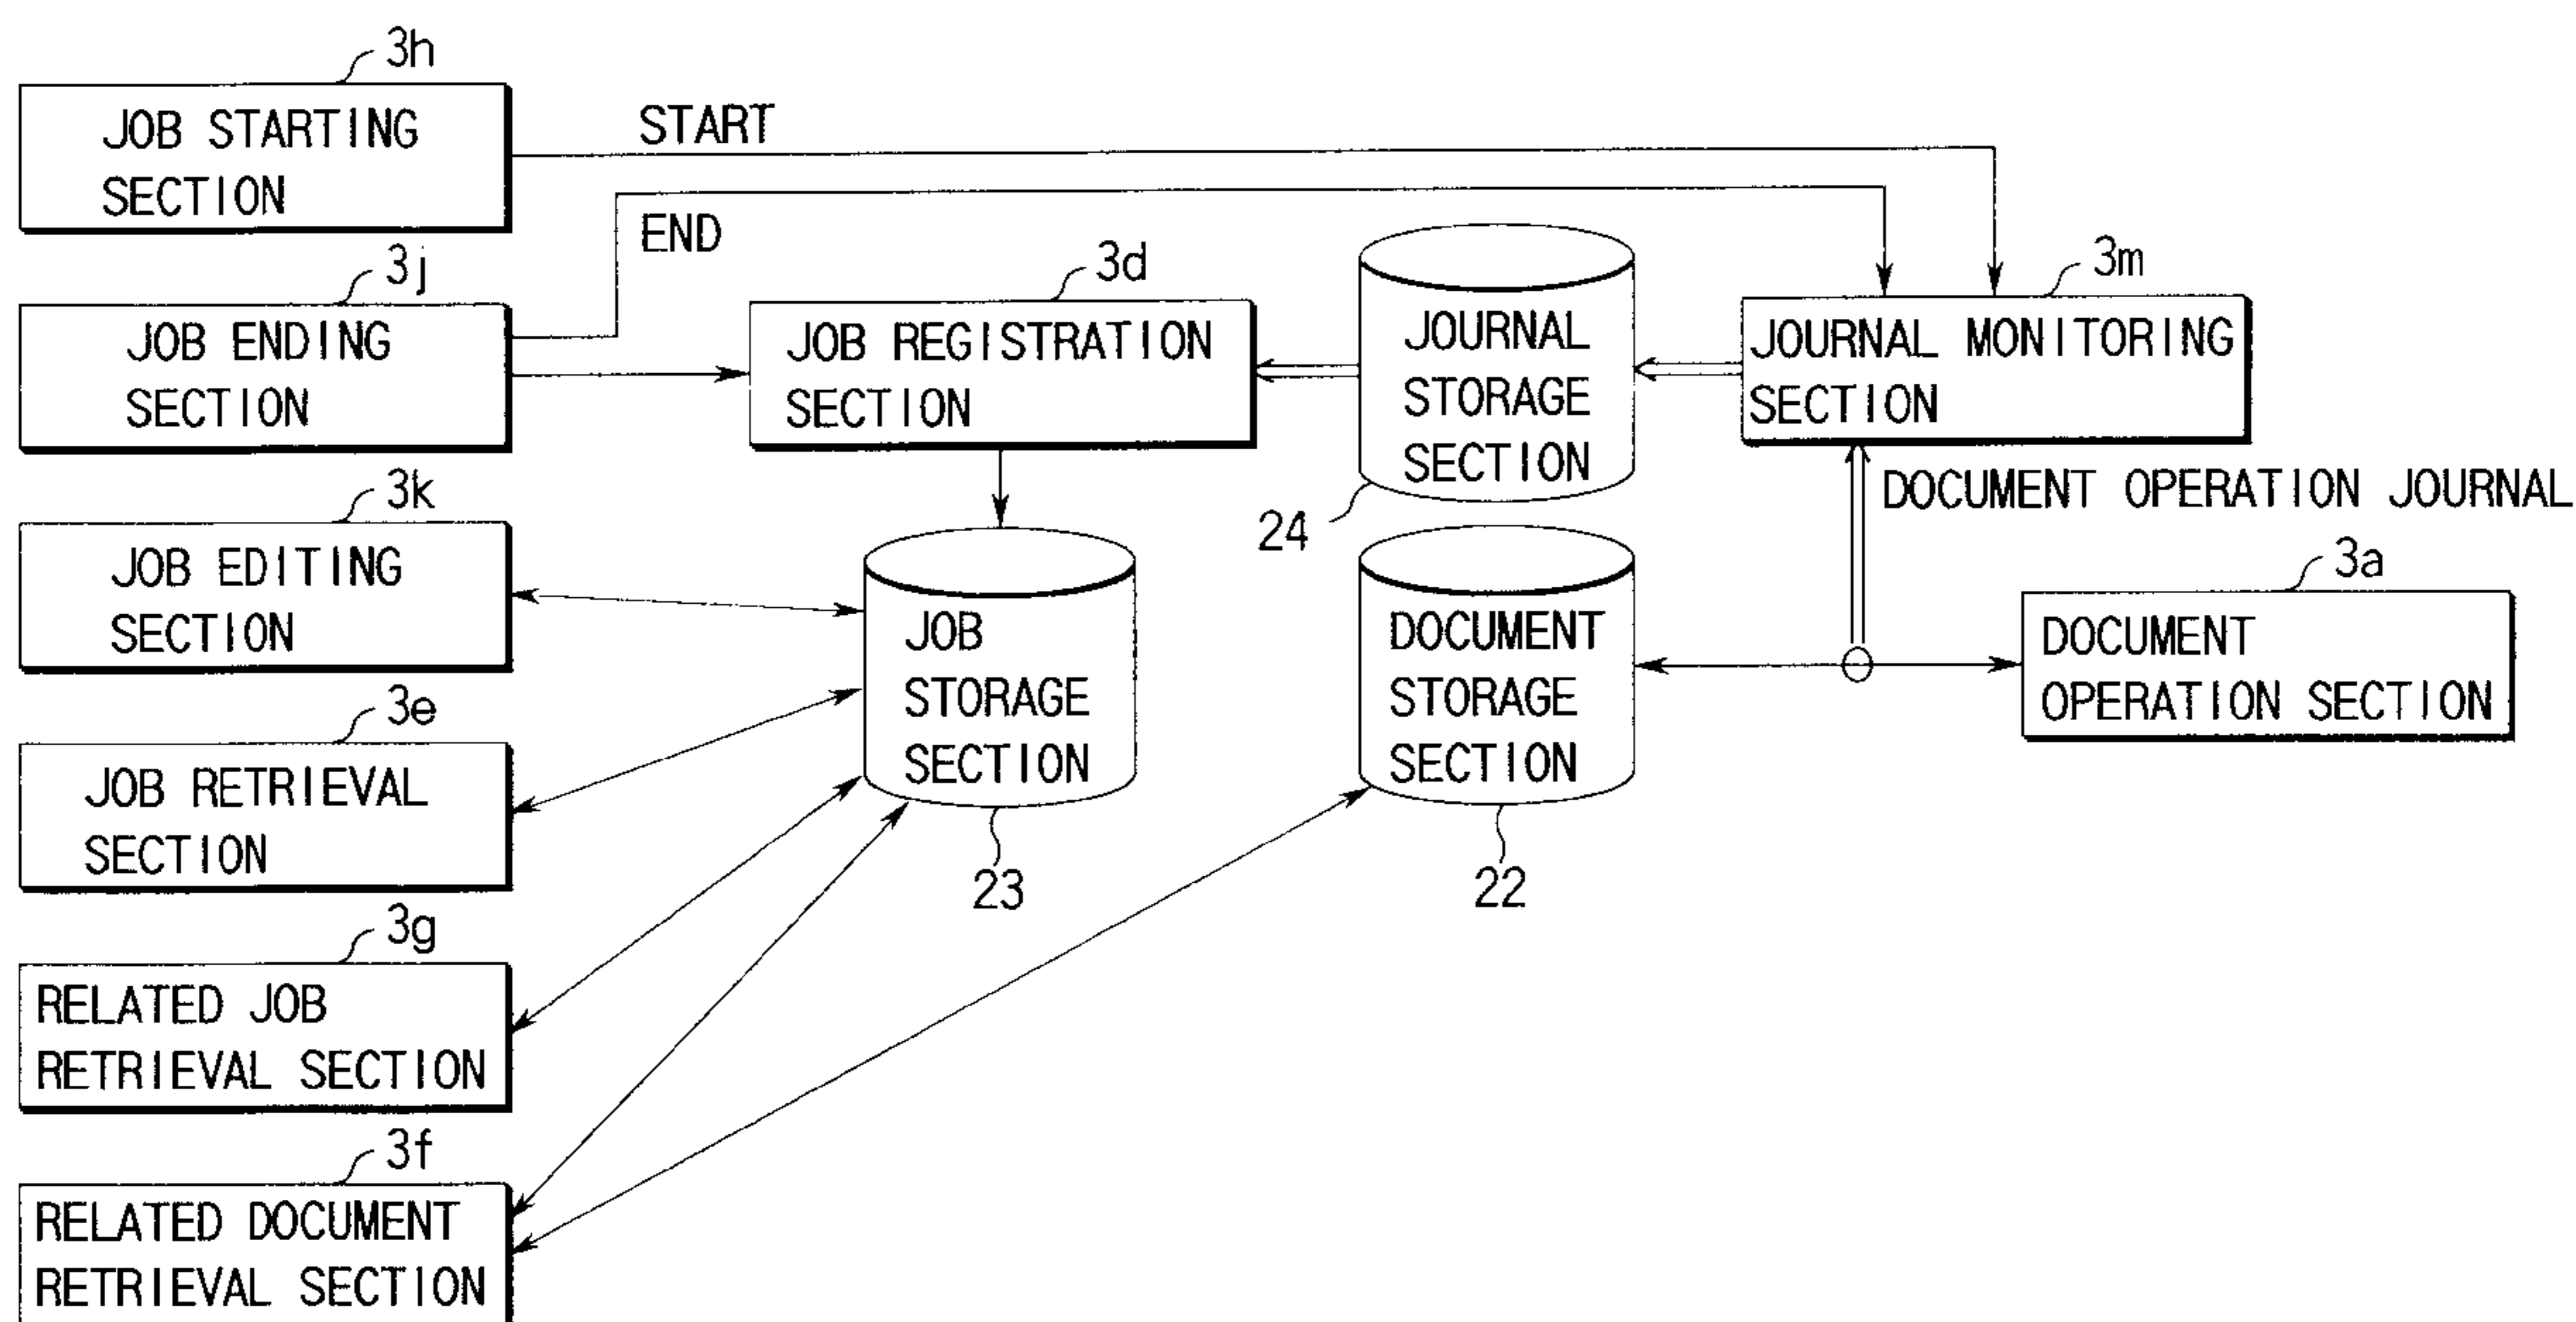 3h
JOB STARTING
SECTION
START
3j
JOB ENDING
SECTION
END
3d
JOB REGISTRATION
SECTION
JOURNAL
STORAGE
SECTION
24
3m
JOURNAL MONITORING
SECTION
DOCUMENT OPERATION JOURNAL
3k
JOB EDITING
SECTION
JOB
STORAGE
SECTION
23
DOCUMENT
STORAGE
SECTION
22
3a
DOCUMENT
OPERATION SECTION
3e
JOB RETRIEVAL
SECTION
3g
RELATED JOB
RETRIEVAL SECTION
3f
RELATED DOCUMENT
RETRIEVAL SECTION